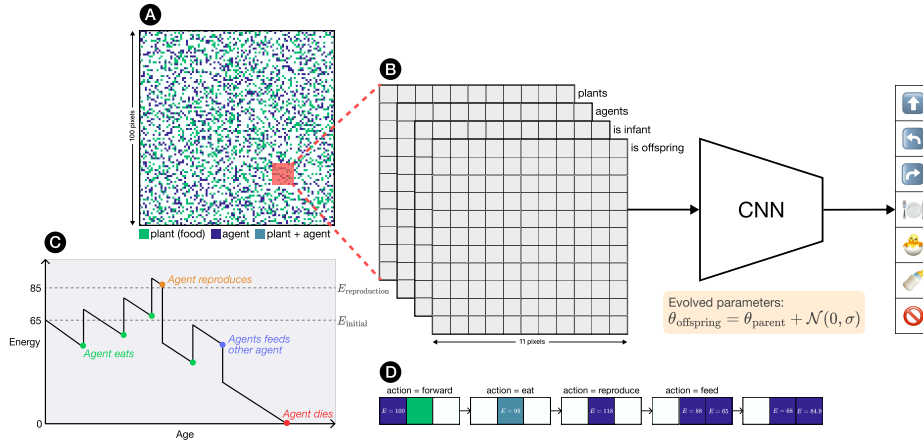 A
100 pixels
plant (food) agent plant + agent
B
plants
agents
is infant
is offspring
11 pixels
CNN
Evolved parameters:
θoffspring = θparent + 𝒩(0, σ)
C
85
65
Energy
0
Age
Agent reproduces
Ereproduction
Einitial
Agent eats
Agents feeds
other agent
Agent dies
D
action = forward action = eat action = reproduce action = feed
E = 100 E = 99 E = 118 E = 88 E = 65 E = 68 E = 84.9